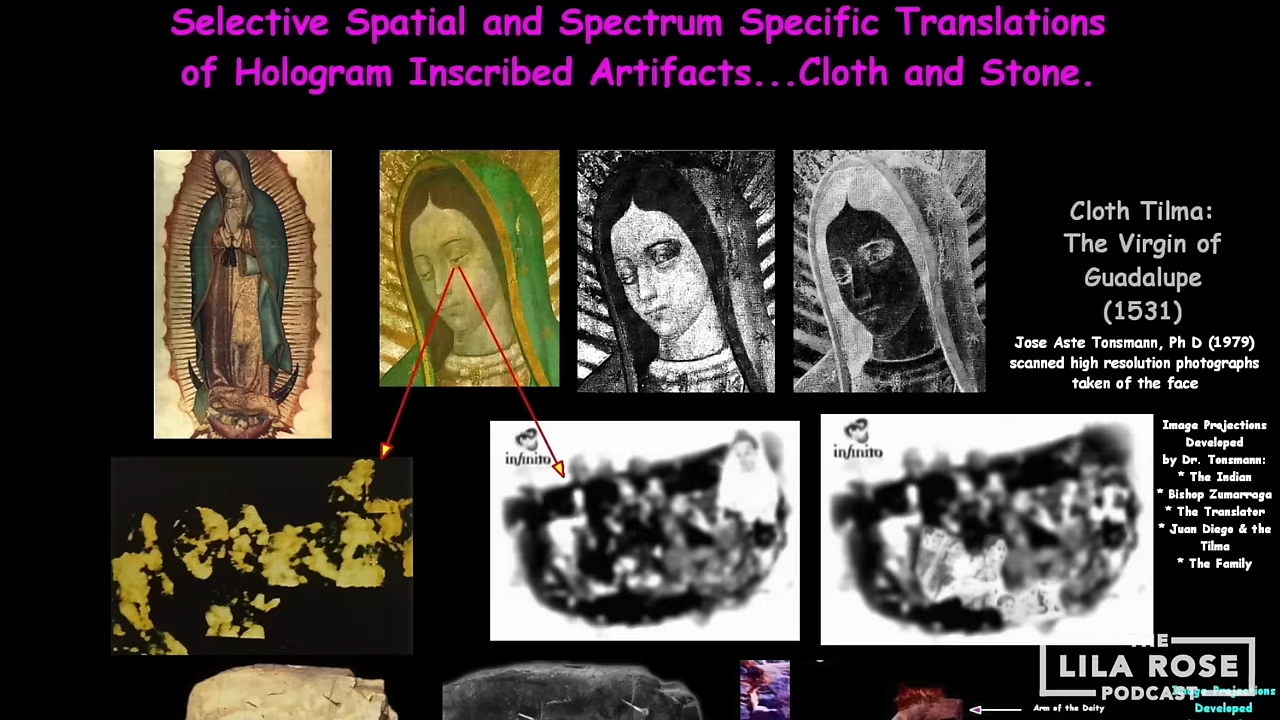 Selective Spatial and Spectrum Specific Translations
of Hologram Inscribed Artifacts...Cloth and Stone.
Cloth Tilma:
The Virgin of
Guadalupe
(1531)
Jose Aste Tonsmann, Ph D (1979)
scanned high resolution photographs
taken of the face
infinito
infinito
Image Projections
Developed
by Dr. Tonsmann:
* The Indian
* Bishop Zumarraga
* The Translator
* Juan Diego & the
Tilma
* The Family
THE
LILA ROSE
PODCAST
Image Projections
Developed
Arm of the Deity